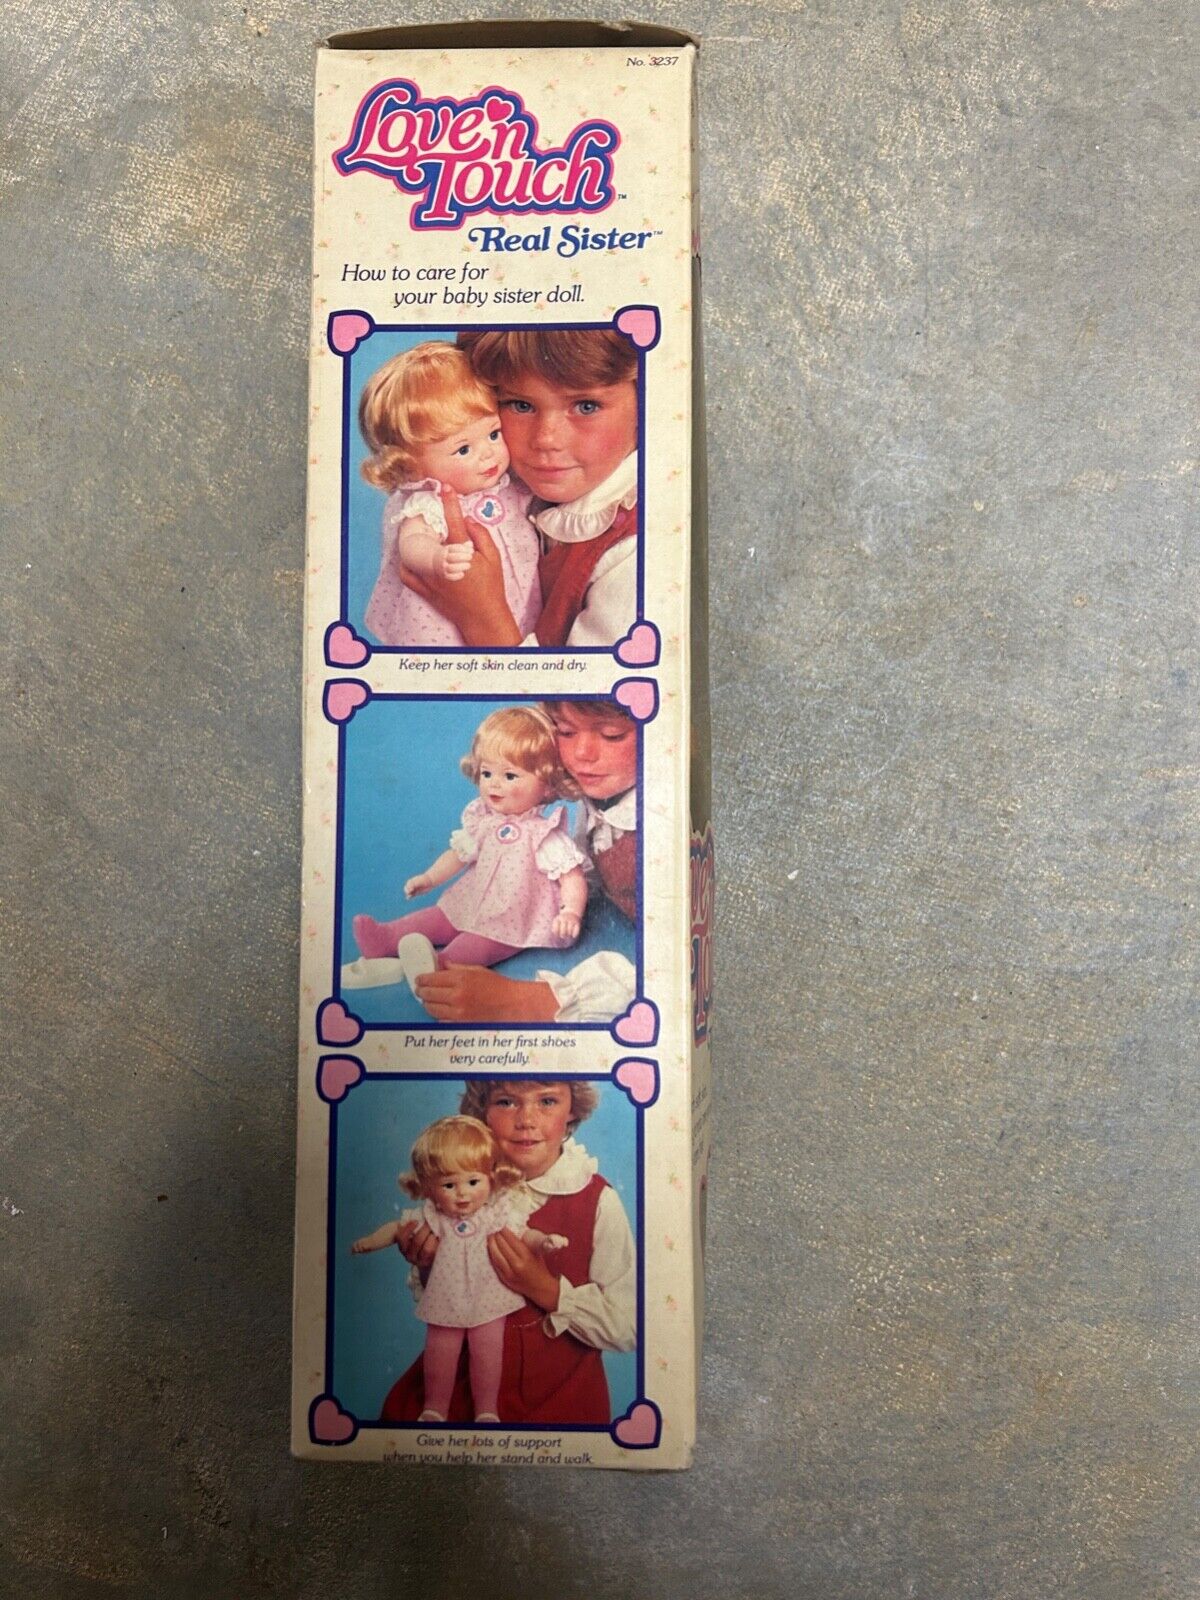 No. 3237
Love 'n
Touch™
Real Sister™
How to care for
your baby sister doll.
Keep her soft skin clean and dry.
Put her feet in her first shoes
very carefully.
Give her lots of support
when you help her stand and walk.